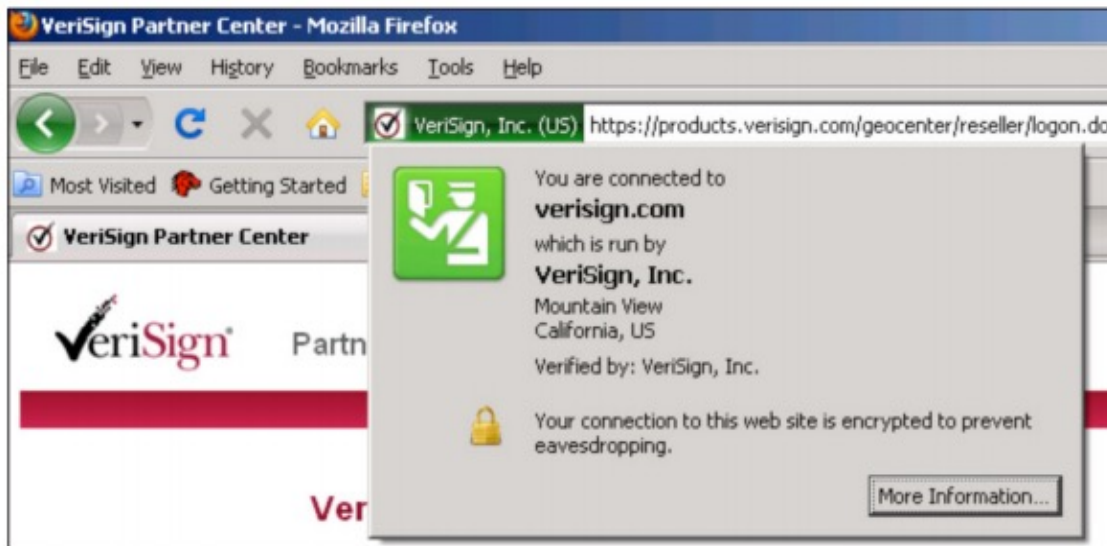 VeriSign Partner Center - Mozilla Firefox
File Edit View History Bookmarks Tools Help
VeriSign, Inc. (US) https://products.verisign.com/geocenter/reseller/logon.do
Most Visited Getting Started
VeriSign Partner Center
You are connected to
verisign.com
which is run by
VeriSign, Inc.
Mountain View
California, US
Verified by: VeriSign, Inc.
Your connection to this web site is encrypted to prevent
eavesdropping.
More Information...
VeriSign® Partn
Ver